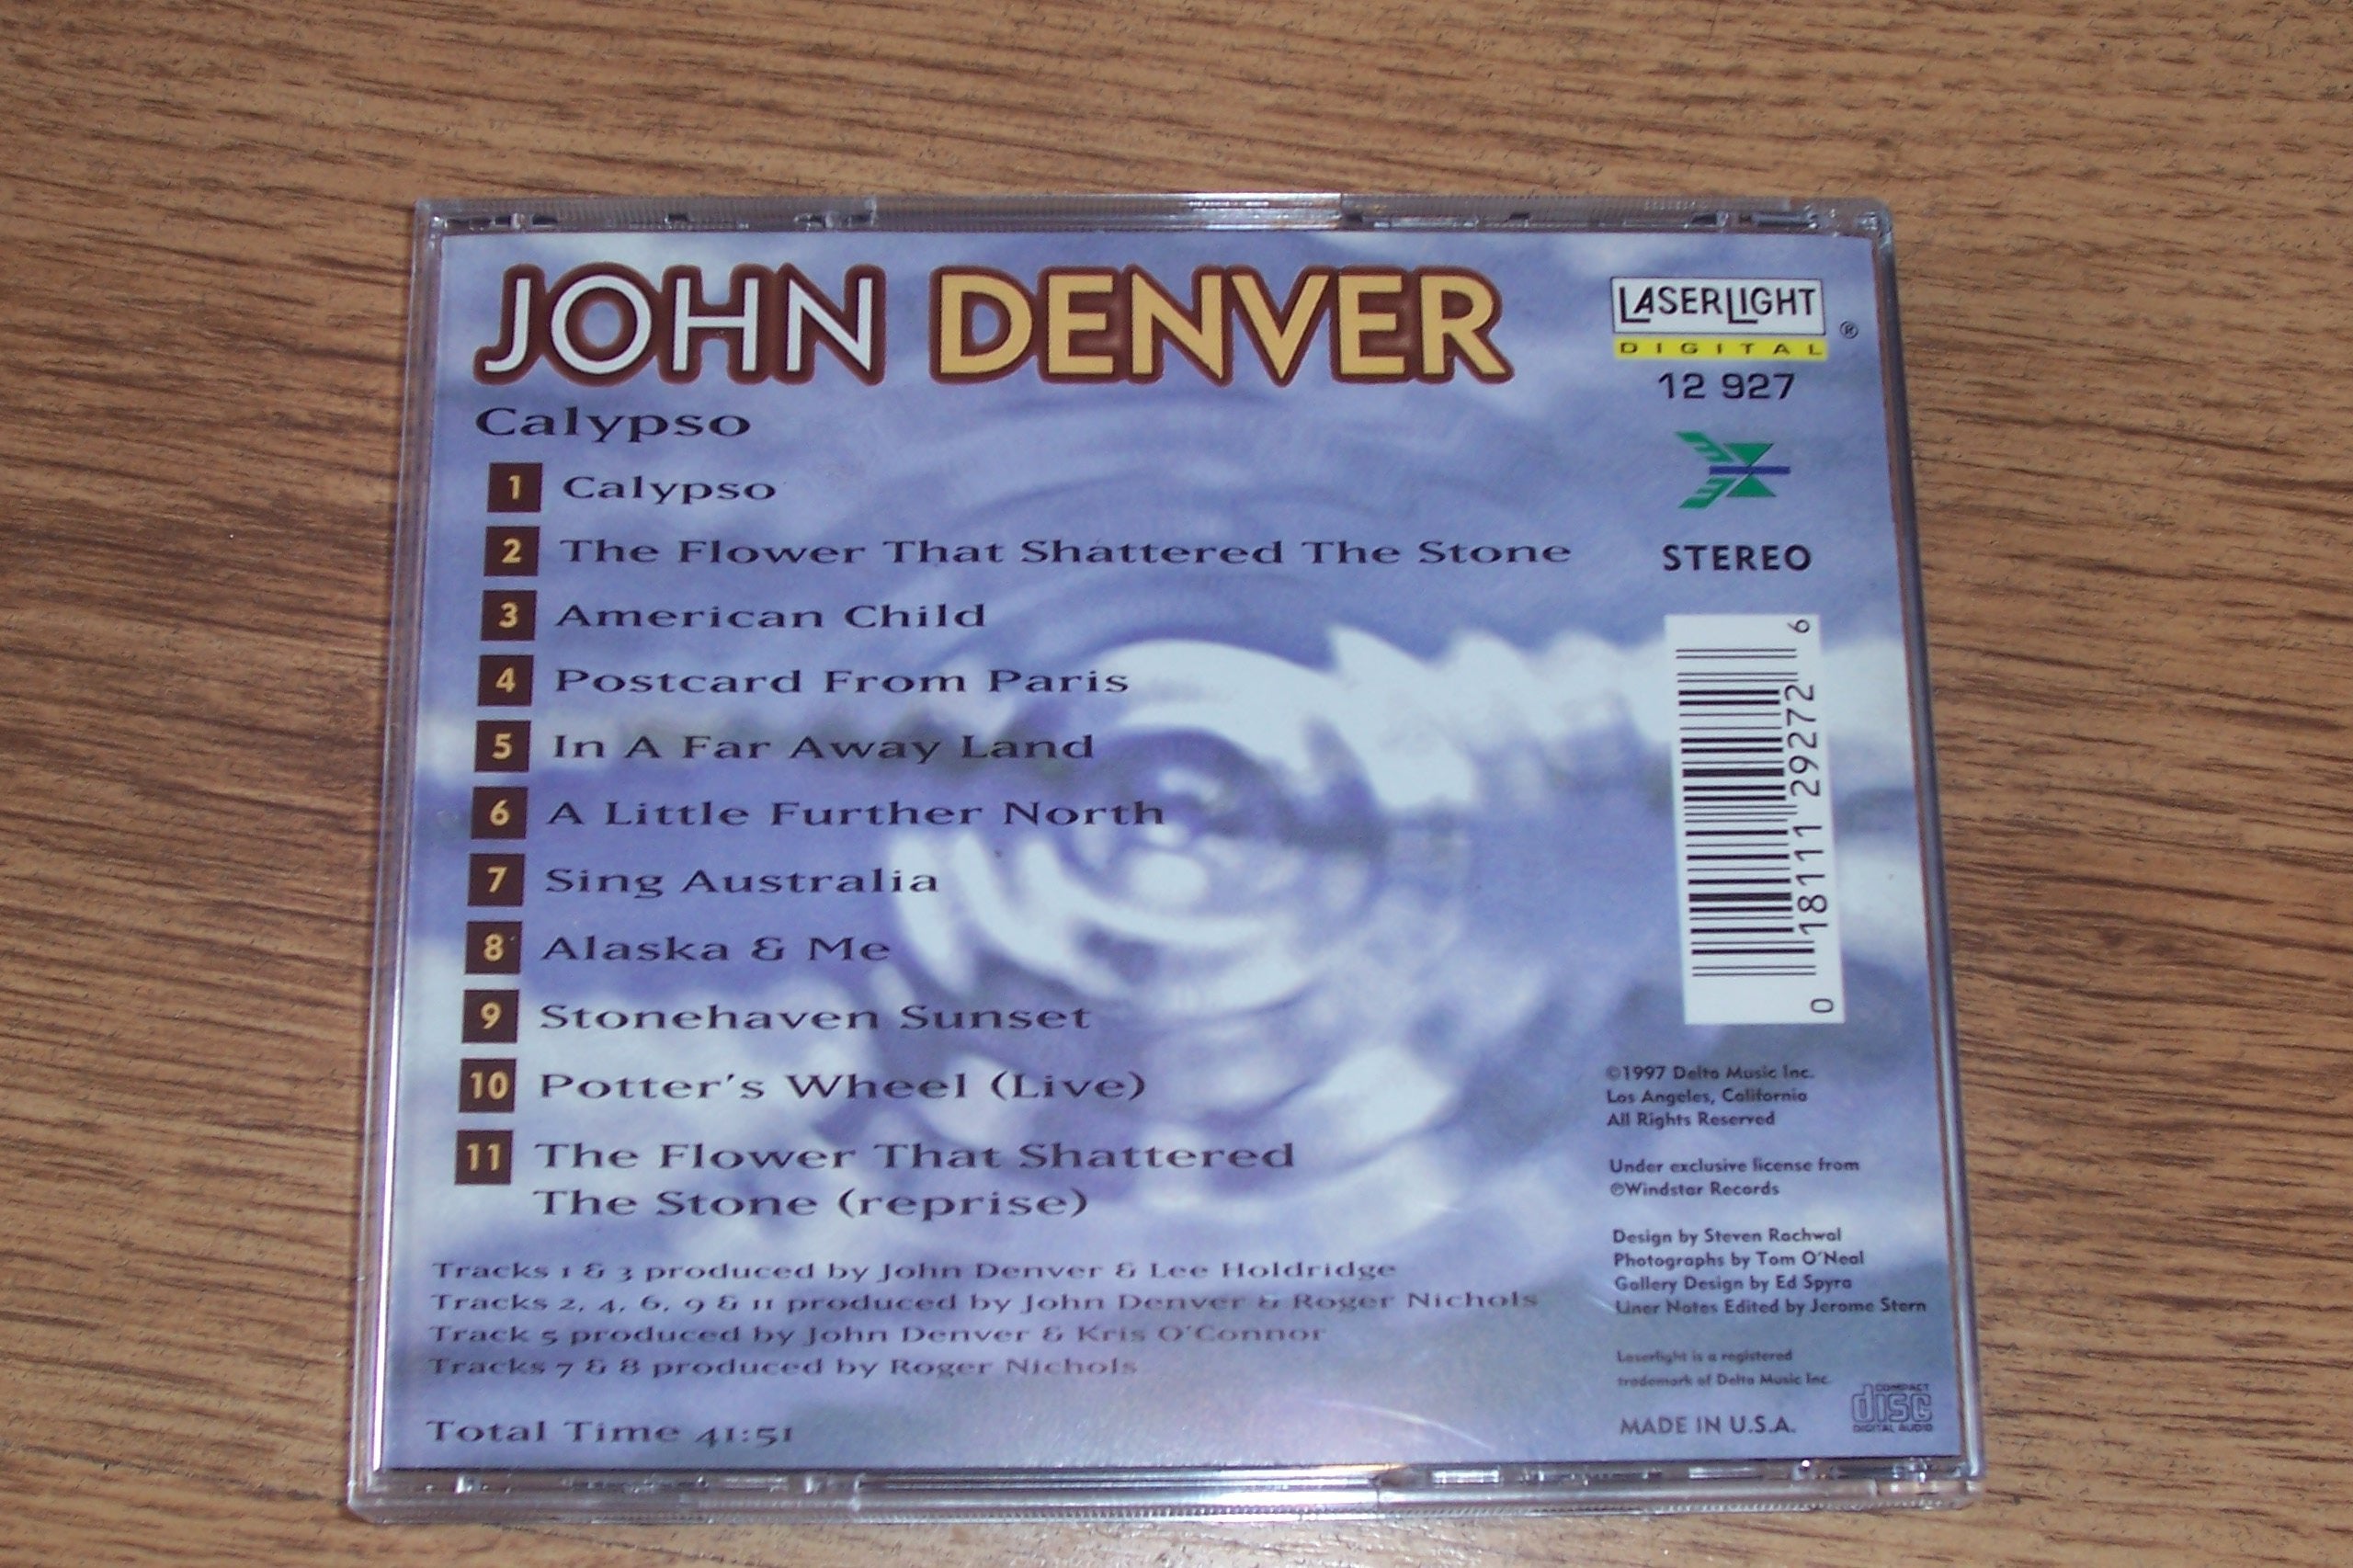 JOHN DENVER
Calypso
1 Calypso
2 The Flower That Shattered The Stone
3 American Child
4 Postcard From Paris
5 In A Far Away Land
6 A Little Further North
7 Sing Australia
8 Alaska & Me
9 Stonehaven Sunset
10 Potter's Wheel (Live)
11 The Flower That Shattered
The Stone (reprise)
Tracks 1 & 3 produced by John Denver & Lee Holdridge
Tracks 2, 4, 6, 9 & 11 produced by John Denver & Roger Nichols
Track 5 produced by John Denver & Kris O'Connor
Tracks 7 & 8 produced by Roger Nichols
Total Time 41:51
LASERLIGHT
DIGITAL ®
12 927
STEREO
0 18111 29272 6
©1997 Delta Music Inc.
Los Angeles, California
All Rights Reserved
Under exclusive license from
℗Windstar Records
Design by Steven Rachwal
Photographs by Tom O'Neal
Gallery Design by Ed Spyra
Liner Notes Edited by Jerome Stern
Laserlight is a registered
trademark of Delta Music Inc.
MADE IN U.S.A.
COMPACT
disc
DIGITAL AUDIO